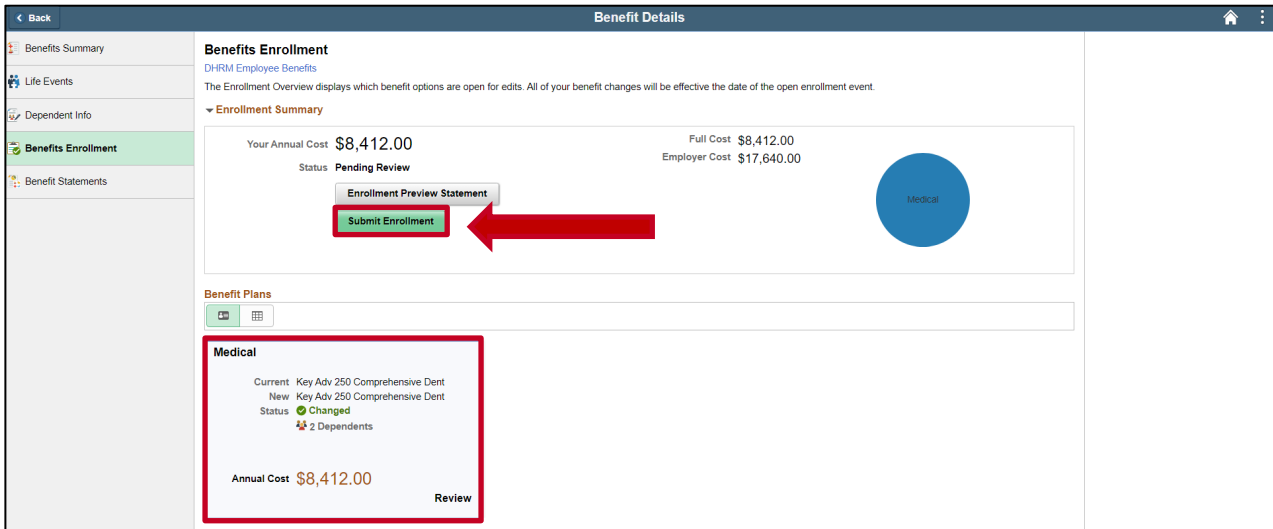 Back
Benefit Details
Benefits Summary
Life Events
Dependent Info
Benefits Enrollment
Benefit Statements
Benefits Enrollment
DHRM Employee Benefits
The Enrollment Overview displays which benefit options are open for edits. All of your benefit changes will be effective the date of the open enrollment event.
Enrollment Summary
Your Annual Cost $8,412.00
Status Pending Review
Enrollment Preview Statement
Submit Enrollment
Full Cost $8,412.00
Employer Cost $17,640.00
Medical
Benefit Plans
Medical
Current Key Adv 250 Comprehensive Dent
New Key Adv 250 Comprehensive Dent
Status Changed
2 Dependents
Annual Cost $8,412.00
Review